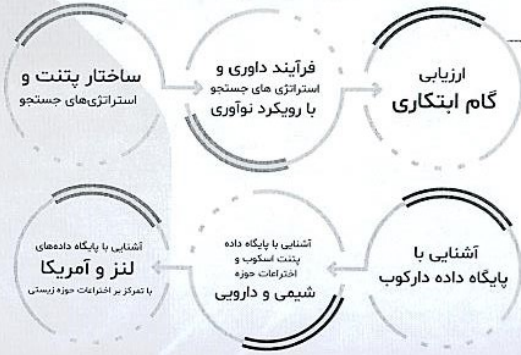 ساختار پتنت و
استراتژی‌های جستجو
فرآیند داوری و
استراتژی های جستجو
با رویکرد نوآوری
ارزیابی
گام ابتکاری
آشنایی با
پایگاه داده دارکوب
آشنایی با پایگاه داده
پتنت اسکوب و
اختراعات حوزه
شیمی و دارویی
آشنایی با پایگاه داده‌های
لنز و آمریکا
با تمرکز بر اختراعات حوزه زیستی